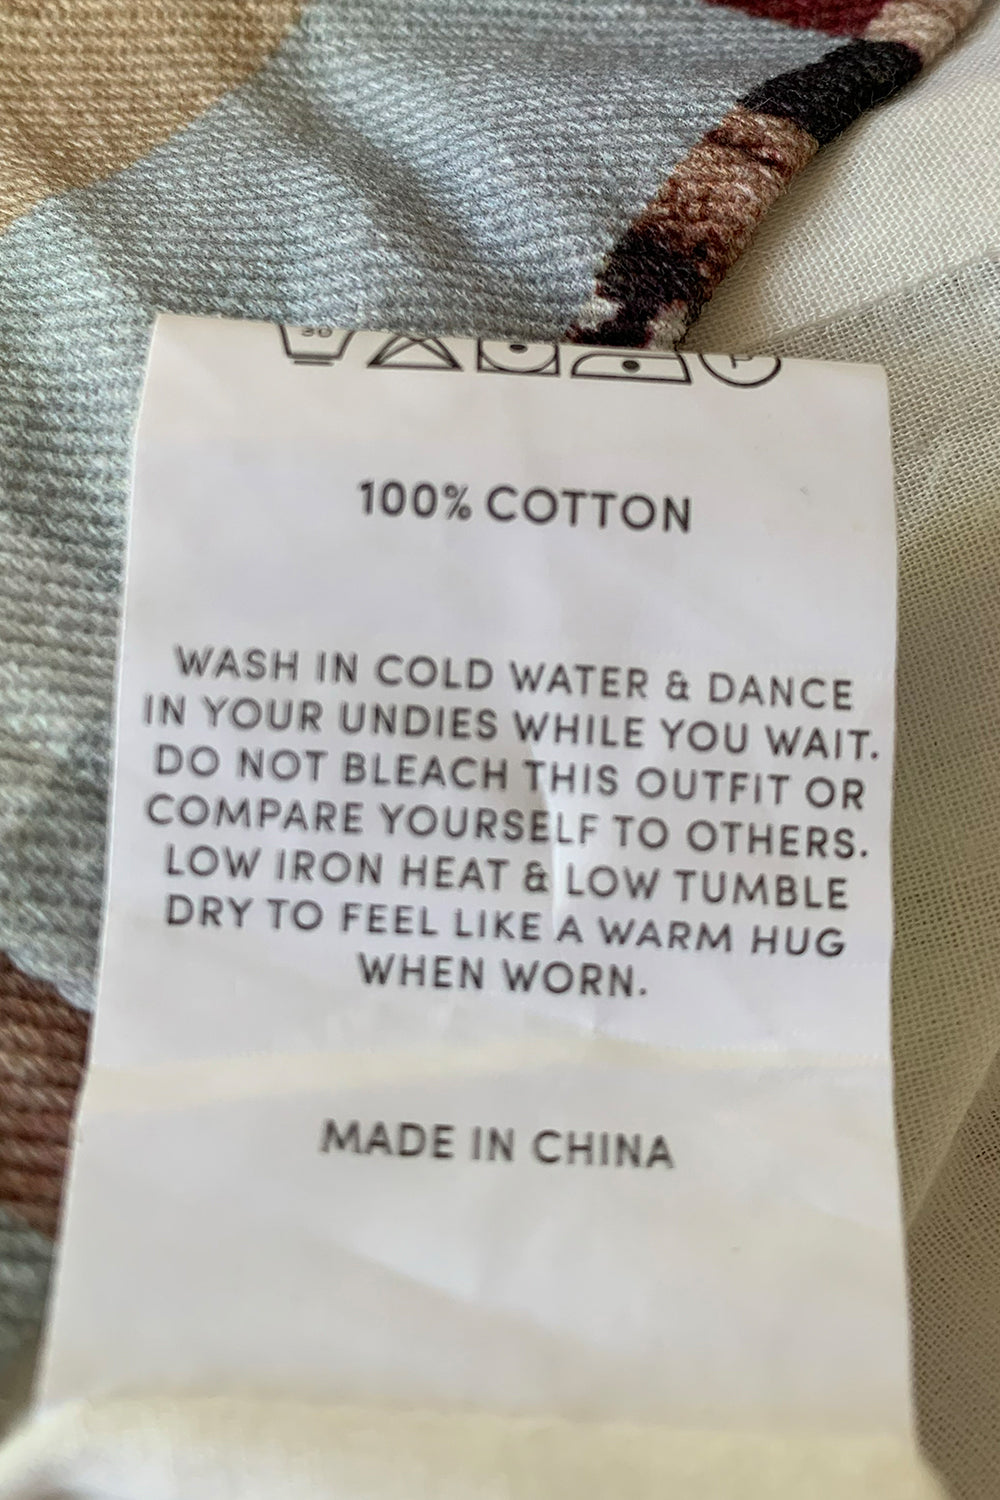 30
P
100% COTTON
WASH IN COLD WATER & DANCE
IN YOUR UNDIES WHILE YOU WAIT.
DO NOT BLEACH THIS OUTFIT OR
COMPARE YOURSELF TO OTHERS.
LOW IRON HEAT & LOW TUMBLE
DRY TO FEEL LIKE A WARM HUG
WHEN WORN.
MADE IN CHINA